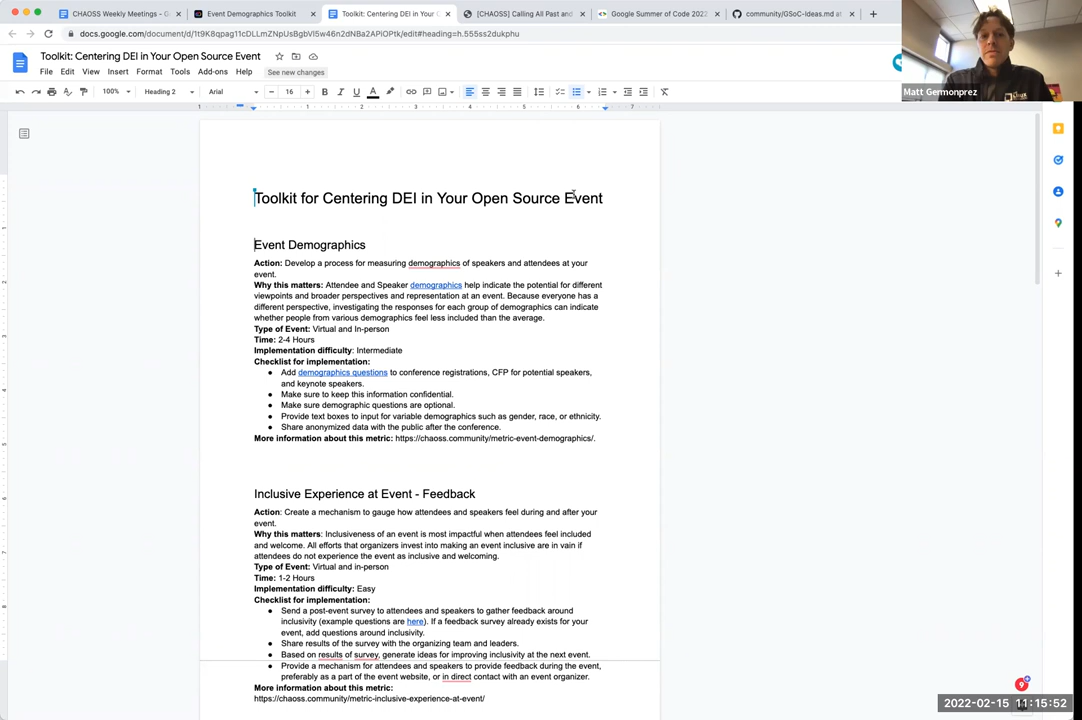 CHAOSS Weekly Meetings - G
Event Demographics Toolkit
Toolkit: Centering DEI in Your O
[CHAOSS] Calling All Past and
Google Summer of Code 2022
community/GSoC-Ideas.md at
docs.google.com/document/d/1t9K8qpag11cDLLmZNpUsBgbVl5w46n2dNBa2APlOPtk/edit#heading=h.555ss2dukphu
Toolkit: Centering DEI in Your Open Source Event
File Edit View Insert Format Tools Add-ons Help See new changes
100% Heading 2 Arial 16
Matt Germonprez
Toolkit for Centering DEI in Your Open Source Event
Event Demographics
Action: Develop a process for measuring demographics of speakers and attendees at your
event.
Why this matters: Attendee and Speaker demographics help indicate the potential for different
viewpoints and broader perspectives and representation at an event. Because everyone has a
different perspective, investigating the responses for each group of demographics can indicate
whether people from various demographics feel less included than the average.
Type of Event: Virtual and In-person
Time: 2-4 Hours
Implementation difficulty: Intermediate
Checklist for implementation:
● Add demographics questions to conference registrations, CFP for potential speakers,
and keynote speakers.
● Make sure to keep this information confidential.
● Make sure demographic questions are optional.
● Provide text boxes to input for variable demographics such as gender, race, or ethnicity.
● Share anonymized data with the public after the conference.
More information about this metric: https://chaoss.community/metric-event-demographics/.
Inclusive Experience at Event - Feedback
Action: Create a mechanism to gauge how attendees and speakers feel during and after your
event.
Why this matters: Inclusiveness of an event is most impactful when attendees feel included
and welcome. All efforts that organizers invest into making an event inclusive are in vain if
attendees do not experience the event as inclusive and welcoming.
Type of Event: Virtual and in-person
Time: 1-2 Hours
Implementation difficulty: Easy
Checklist for implementation:
● Send a post-event survey to attendees and speakers to gather feedback around
inclusivity (example questions are here). If a feedback survey already exists for your
event, add questions around inclusivity.
● Share results of the survey with the organizing team and leaders.
● Based on results of survey, generate ideas for improving inclusivity at the next event.
● Provide a mechanism for attendees and speakers to provide feedback during the event,
preferably as a part of the event website, or in direct contact with an event organizer.
More information about this metric:
https://chaoss.community/metric-inclusive-experience-at-event/
9
2022-02-15 11:15:52